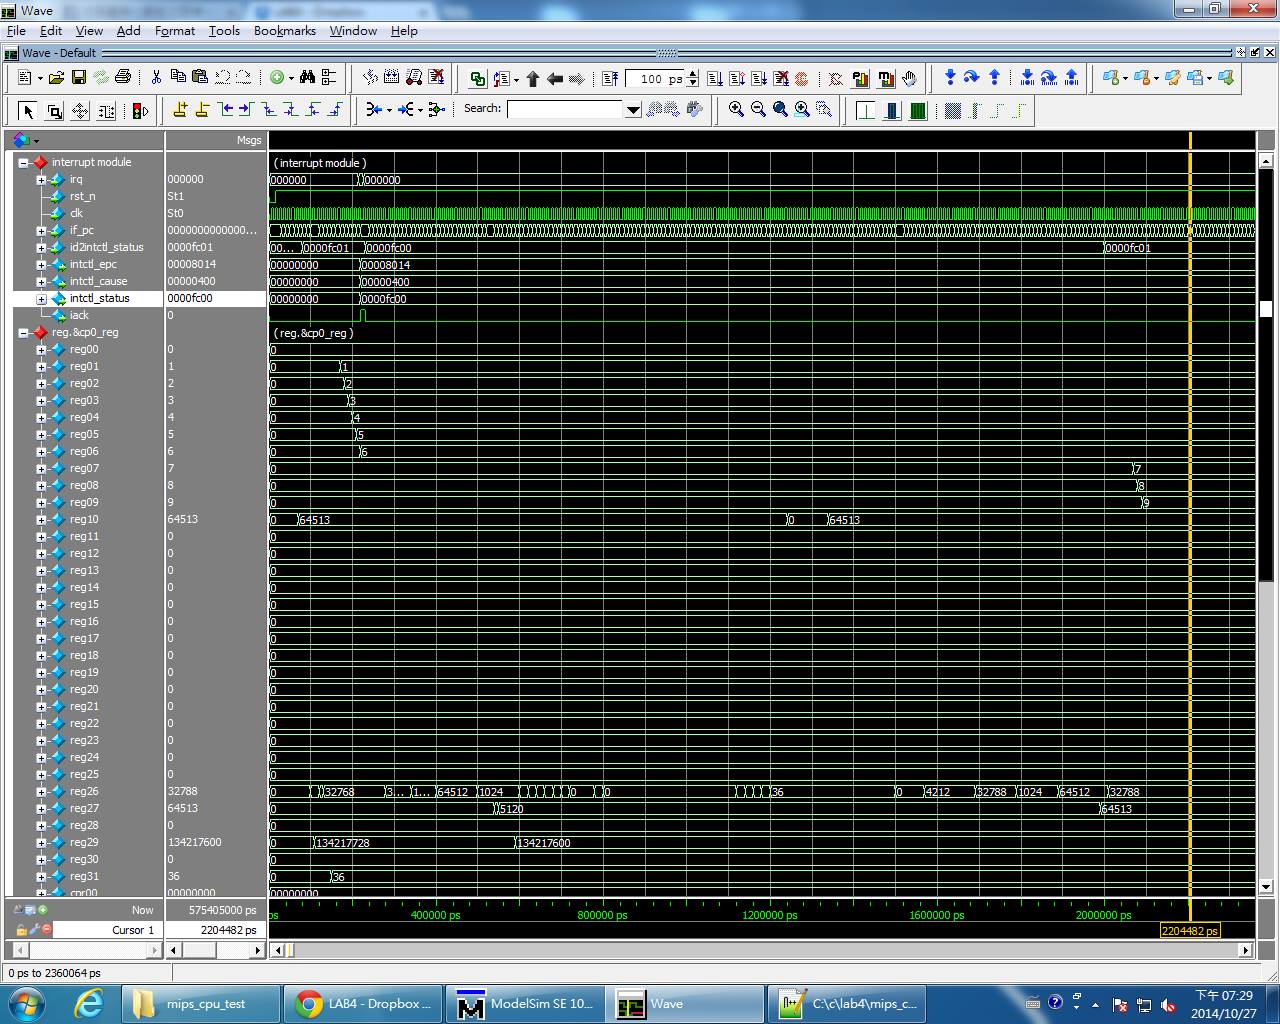 Wave
LAB4 - Dropbox
File Edit View Add Format Tools Bookmarks Window Help
Wave - Default
100 ps
Search:
Msgs
interrupt module (interrupt module)
irq 000000 000000 000000
rst_n St1
clk St0
if_pc 0000000000000...
id2intctl_status 0000fc01 00... 0000fc01 0000fc00 0000fc01
intctl_epc 00008014 00000000 00008014
intctl_cause 00000400 00000000 00000400
intctl_status 0000fc00 00000000 0000fc00
iack 0
reg.&cp0_reg (reg.&cp0_reg)
reg00 0 0
reg01 1 0 1
reg02 2 0 2
reg03 3 0 3
reg04 4 0 4
reg05 5 0 5
reg06 6 0 6
reg07 7 0 7
reg08 8 0 8
reg09 9 0 9
reg10 64513 0 64513 0 64513
reg11 0 0
reg12 0 0
reg13 0 0
reg14 0 0
reg15 0 0
reg16 0 0
reg17 0 0
reg18 0 0
reg19 0 0
reg20 0 0
reg21 0 0
reg22 0 0
reg23 0 0
reg24 0 0
reg25 0 0
reg26 32788 0 32768 3... 1... 64512 1024 0 0 36 0 4212 32788 1024 64512 32788
reg27 64513 0 5120 64513
reg28 0 0
reg29 134217600 0 134217728 134217600
reg30 0 0
reg31 36 0 36
cpr00 00000000 00000000
Now 575405000 ps ps 400000 ps 800000 ps 1200000 ps 1600000 ps 2000000 ps
Cursor 1 2204482 ps 2204482 ps
0 ps to 2360064 ps
mips_cpu_test LAB4 - Dropbox ... ModelSim SE 10... Wave C:\c\lab4\mips_c...
下午 07:29
2014/10/27